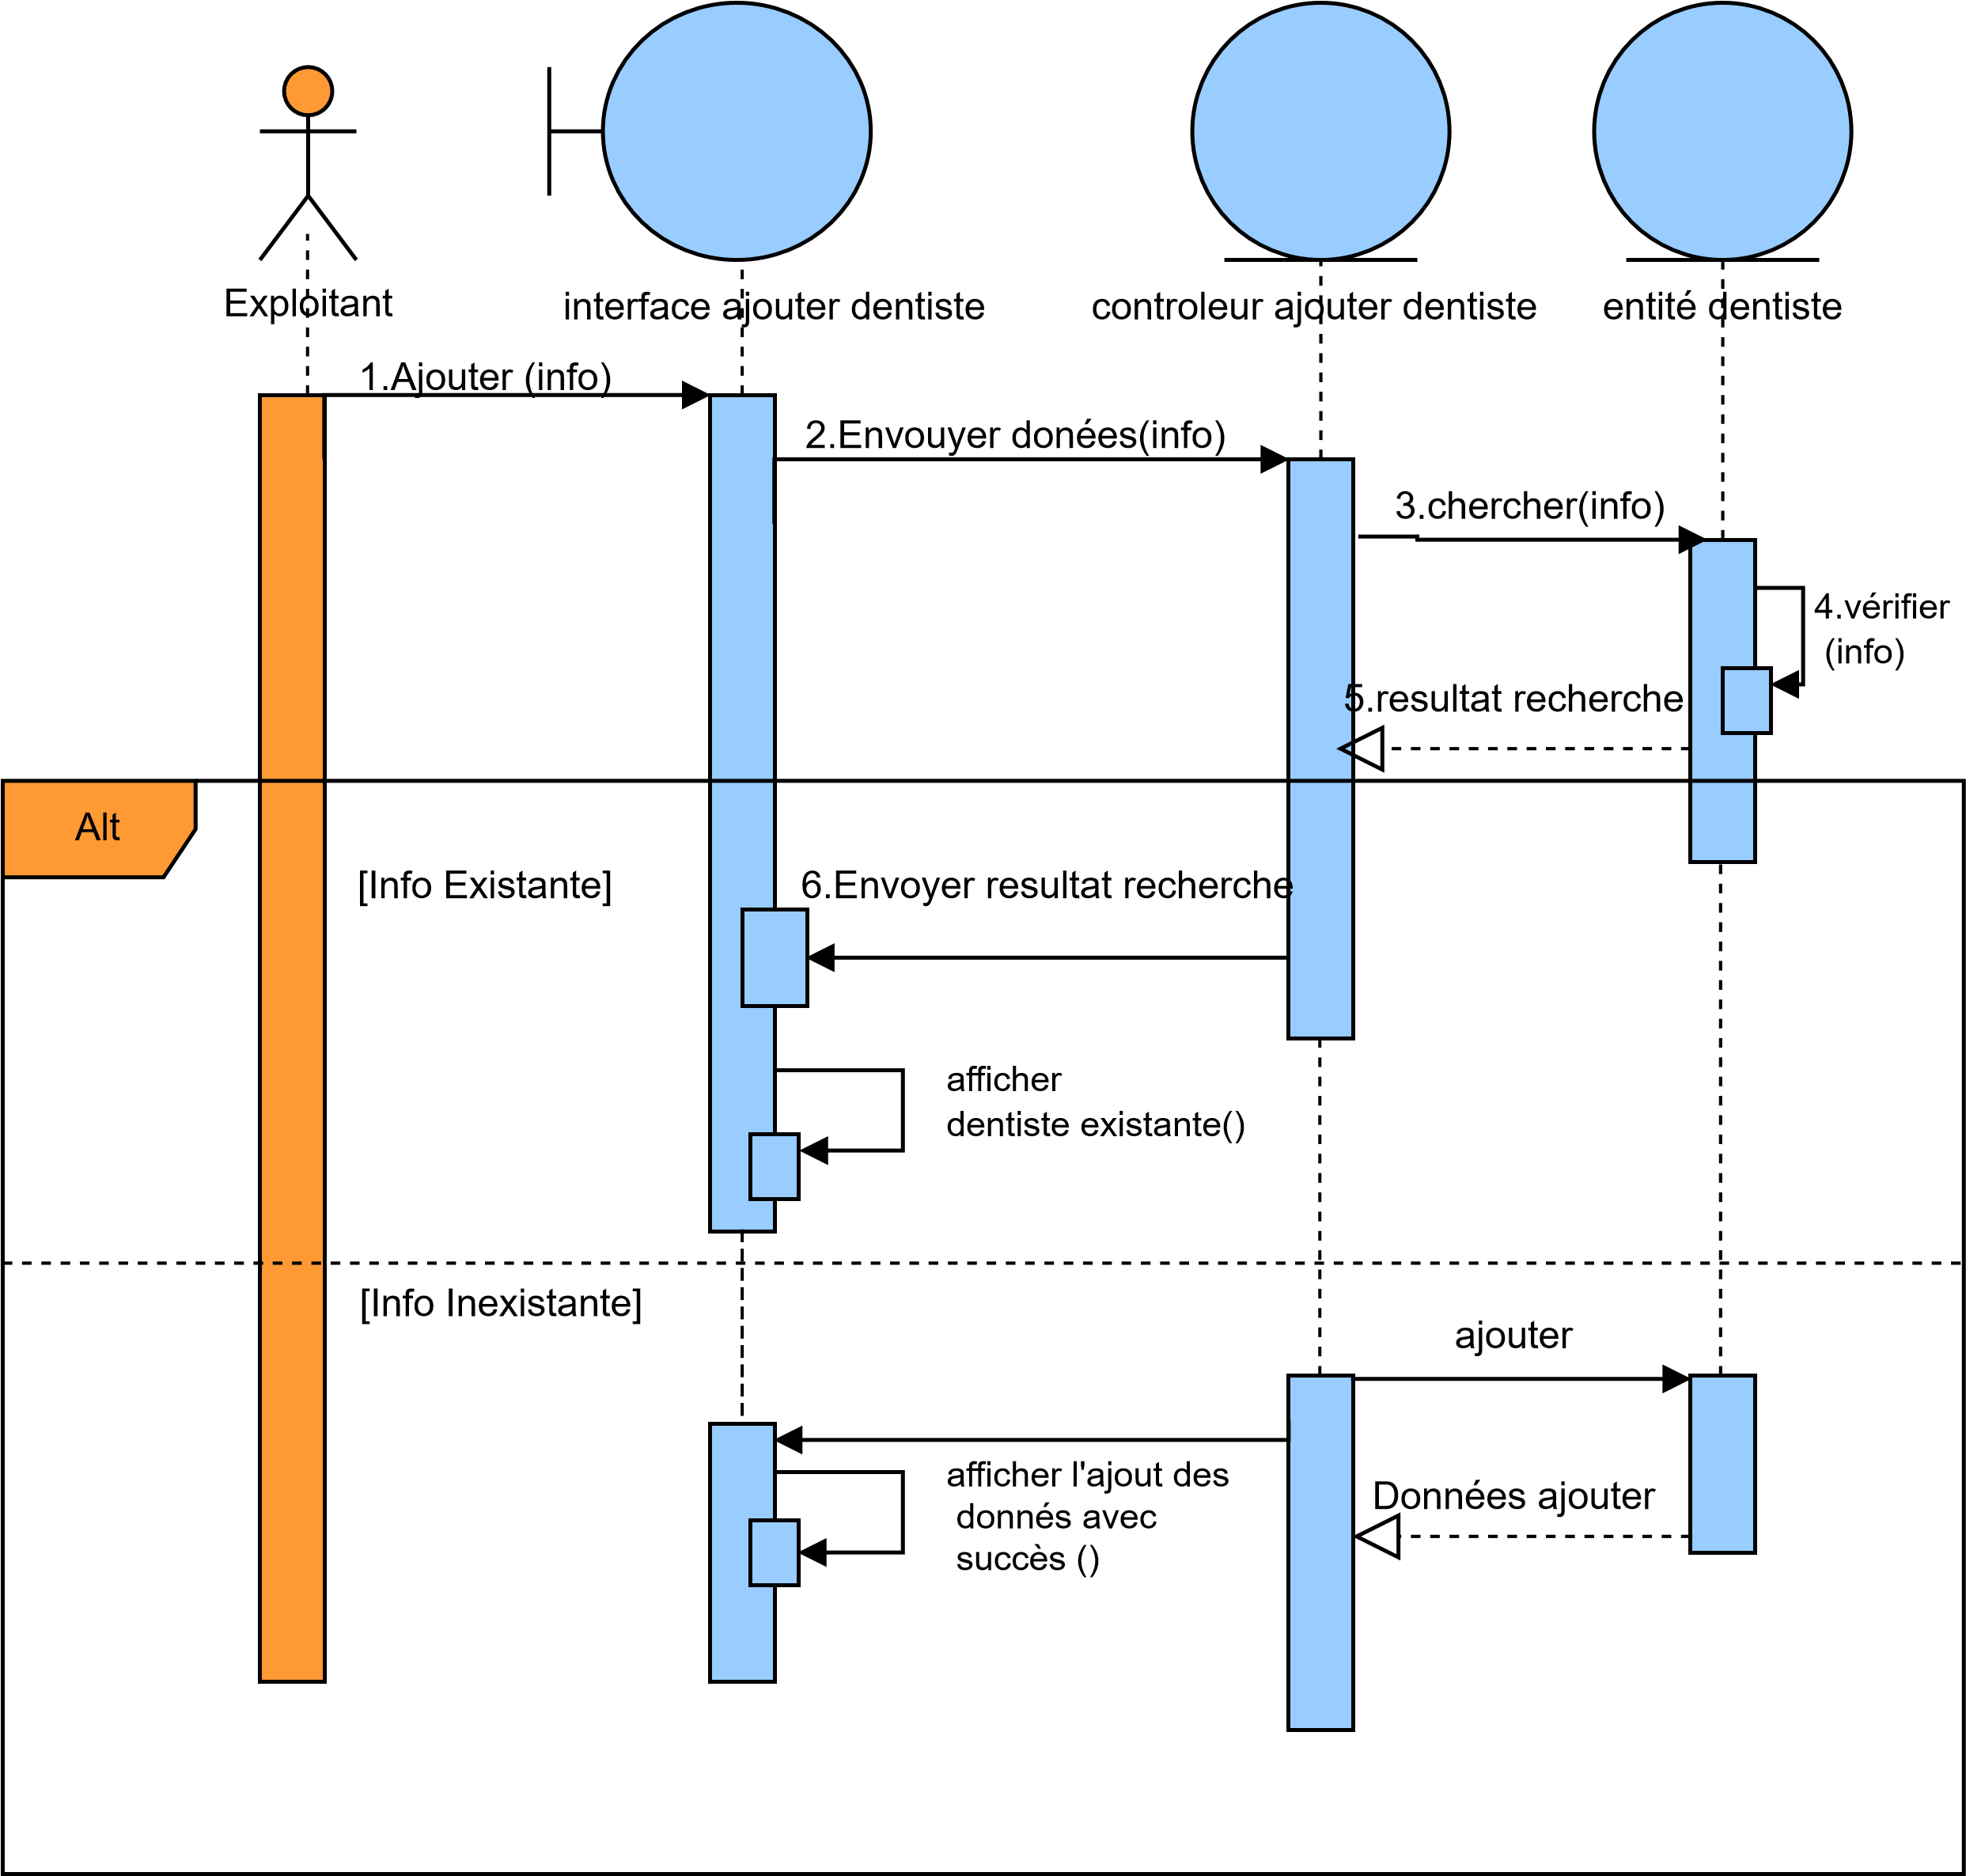 Exploitant
interface ajouter dentiste
controleur ajouter dentiste
entité dentiste
1.Ajouter (info)
2.Envouyer donées(info)
3.chercher(info)
4.vérifier
(info)
5.resultat recherche
Alt
[Info Existante]
6.Envoyer resultat recherche
afficher
dentiste existante()
[Info Inexistante]
ajouter
afficher l'ajout des
donnés avec
succès ()
Données ajouter